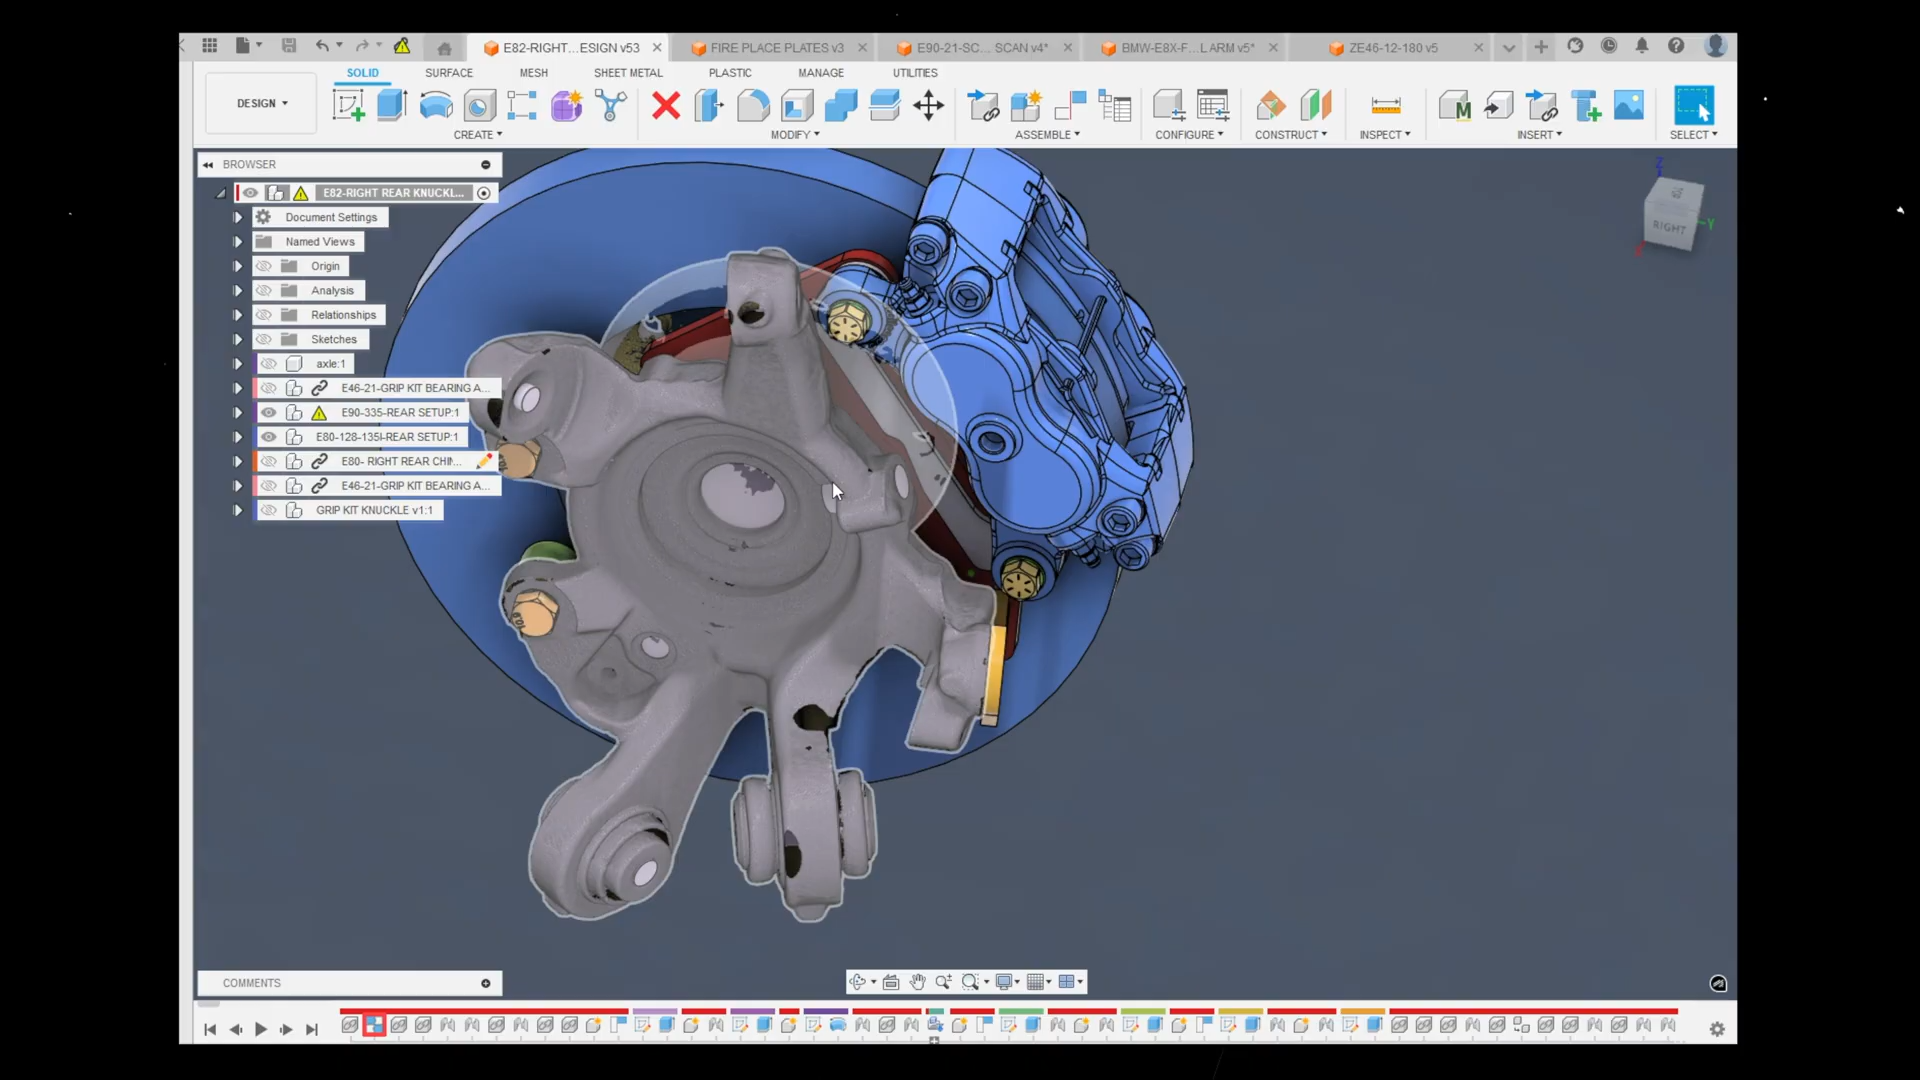 E82-RIGHT...ESIGN v53
FIRE PLACE PLATES v3
E90-21-SC... SCAN v4*
BMW-E8X-F...L ARM v5*
ZE46-12-180 v5
SOLID
SURFACE
MESH
SHEET METAL
PLASTIC
MANAGE
UTILITIES
DESIGN
CREATE
MODIFY
ASSEMBLE
CONFIGURE
CONSTRUCT
INSPECT
INSERT
SELECT
BROWSER
E82-RIGHT REAR KNUCKL...
Document Settings
Named Views
Origin
Analysis
Relationships
Sketches
axle:1
E46-21-GRIP KIT BEARING A...
E90-335-REAR SETUP:1
E80-128-135I-REAR SETUP:1
E80- RIGHT REAR CHI...
E46-21-GRIP KIT BEARING A...
GRIP KIT KNUCKLE v1:1
Z
RIGHT
Y
COMMENTS